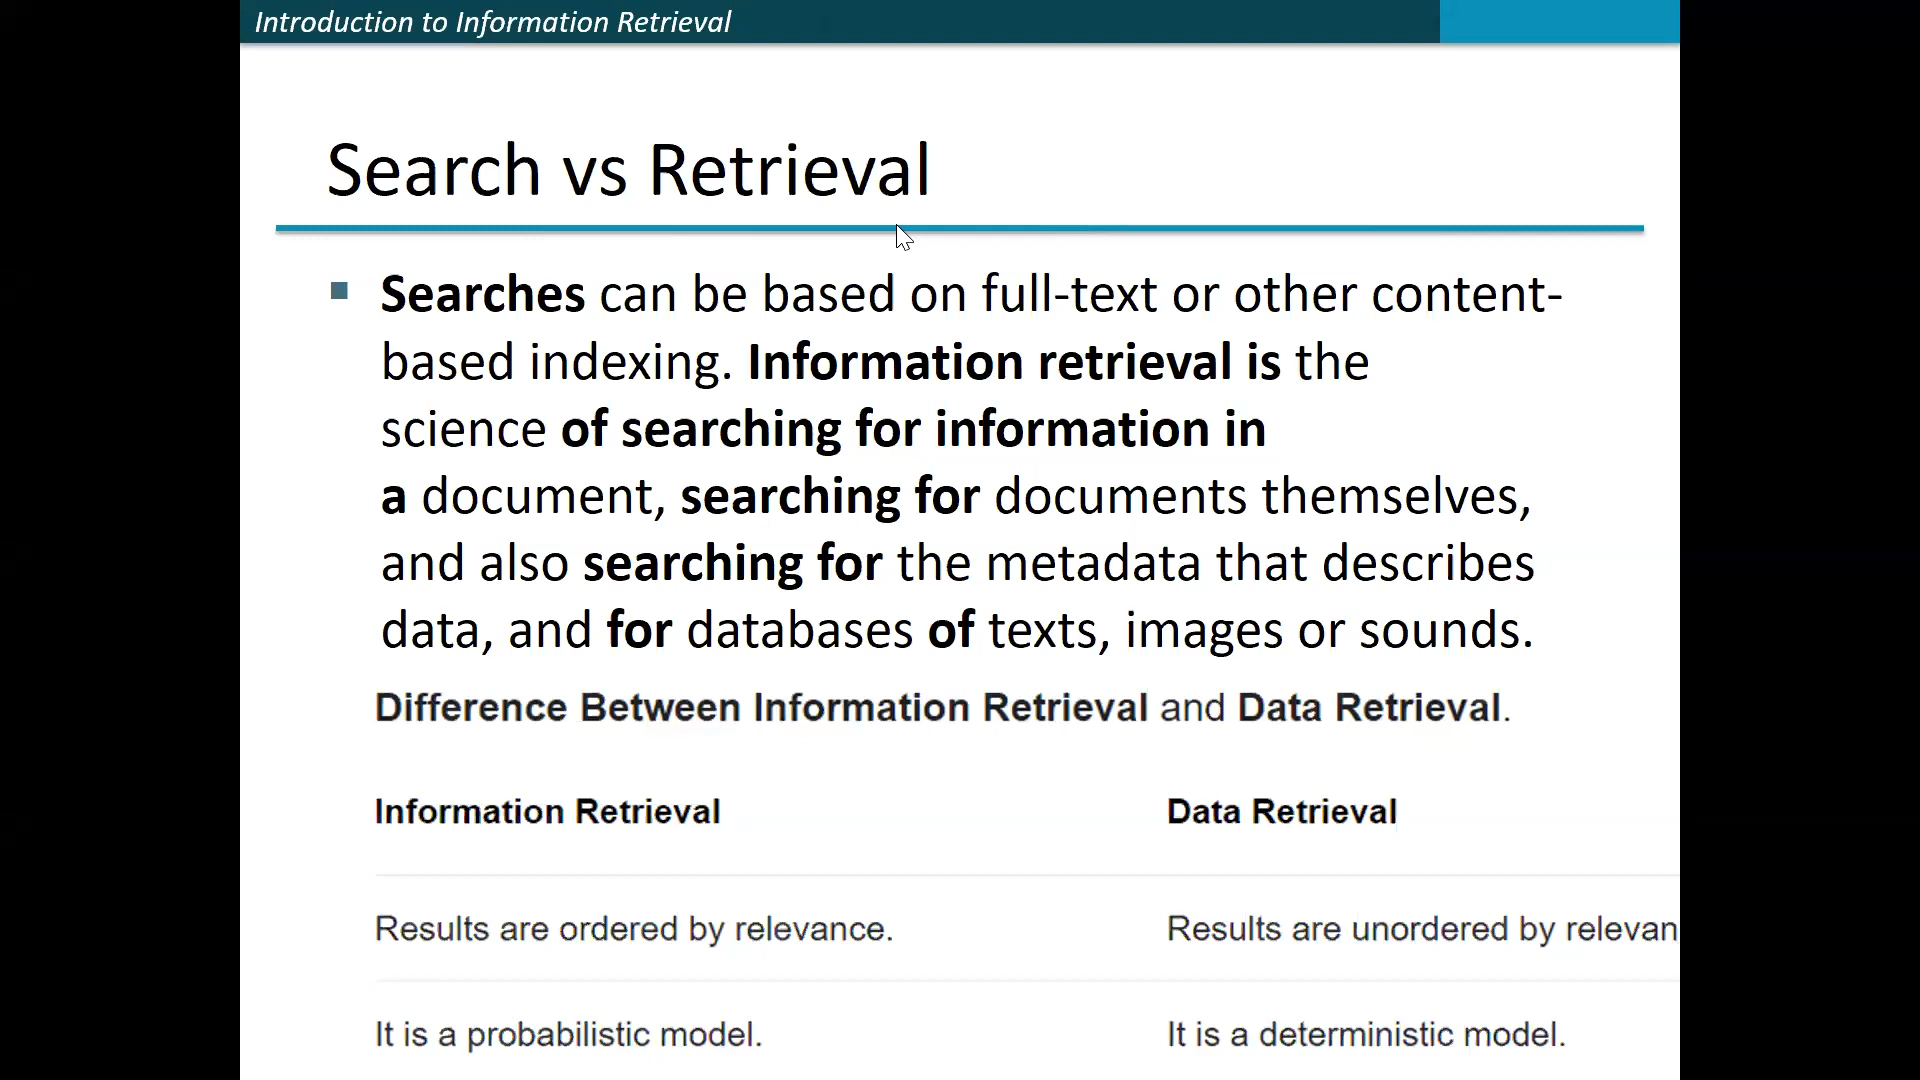 Introduction to Information Retrieval
Search vs Retrieval
Searches can be based on full-text or other content-
based indexing. Information retrieval is the
science of searching for information in
a document, searching for documents themselves,
and also searching for the metadata that describes
data, and for databases of texts, images or sounds.
Difference Between Information Retrieval and Data Retrieval.
Information Retrieval Data Retrieval
Results are ordered by relevance. Results are unordered by relevan
It is a probabilistic model. It is a deterministic model.